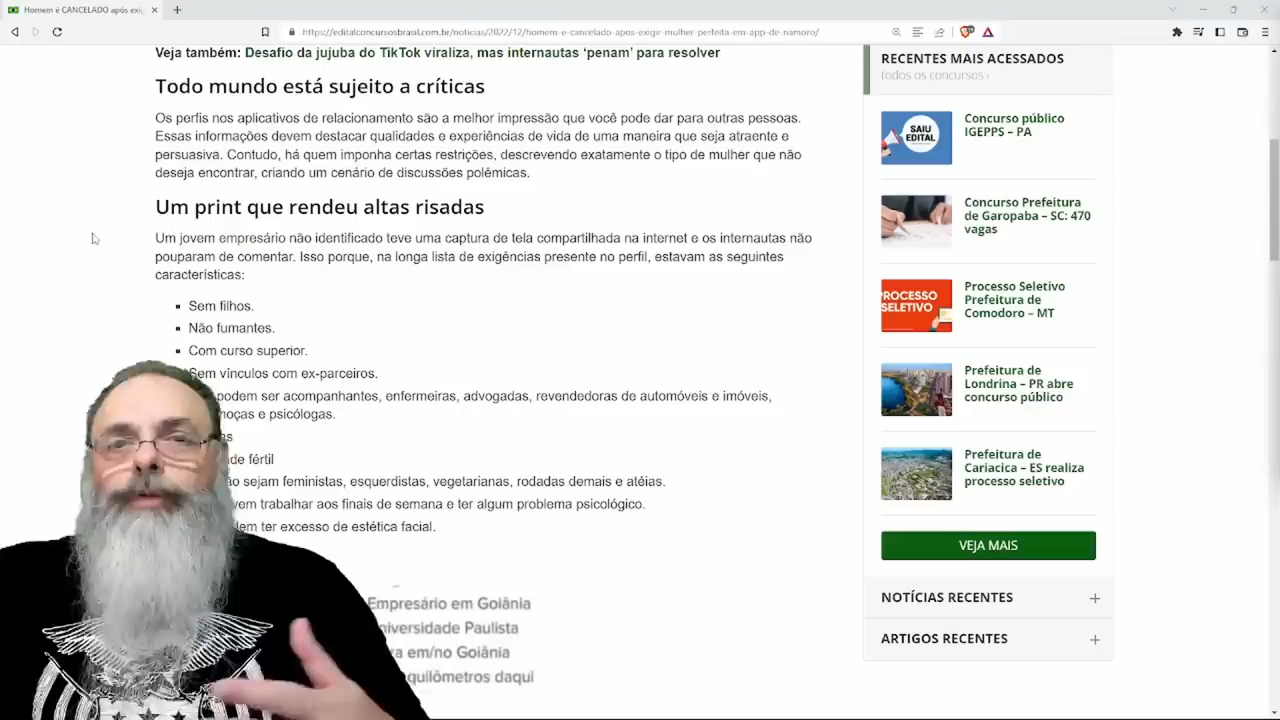 Homem é CANCELADO após exig
https://editalconcursosbrasil.com.br/noticias/2022/12/homem-e-cancelado-apos-exigir-mulher-perfeita-em-app-de-namoro/
Veja também: Desafio da jujuba do TikTok viraliza, mas internautas ‘penam’ para resolver
Todo mundo está sujeito a críticas
Os perfis nos aplicativos de relacionamento são a melhor impressão que você pode dar para outras pessoas.
Essas informações devem destacar qualidades e experiências de vida de uma maneira que seja atraente e
persuasiva. Contudo, há quem imponha certas restrições, descrevendo exatamente o tipo de mulher que não
deseja encontrar, criando um cenário de discussões polêmicas.
Um print que rendeu altas risadas
Um jovem empresário não identificado teve uma captura de tela compartilhada na internet e os internautas não
pouparam de comentar. Isso porque, na longa lista de exigências presente no perfil, estavam as seguintes
características:
Sem filhos.
Não fumantes.
Com curso superior.
Sem vínculos com ex-parceiros.
podem ser acompanhantes, enfermeiras, advogadas, revendedoras de automóveis e imóveis,
e psicólogas.
fértil
sejam feministas, esquerdistas, vegetarianas, rodadas demais e atéias.
trabalhar aos finais de semana e ter algum problema psicológico.
ter excesso de estética facial.
Empresário em Goiânia
Paulista
em/no Goiânia
quilômetros daqui
RECENTES MAIS ACESSADOS
todos os concursos ›
SAIU
EDITAL
Concurso público
IGEPPS – PA
Concurso Prefeitura
de Garopaba – SC: 470
vagas
PROCESSO
SELETIVO
Processo Seletivo
Prefeitura de
Comodoro – MT
Prefeitura de
Londrina – PR abre
concurso público
Prefeitura de
Cariacica – ES realiza
processo seletivo
VEJA MAIS
NOTÍCIAS RECENTES
ARTIGOS RECENTES